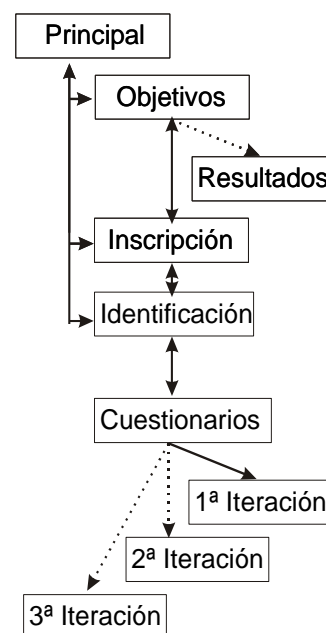 Principal
Objetivos
Resultados
Inscripción
Identificación
Cuestionarios
1ª Iteración
2ª Iteración
3ª Iteración